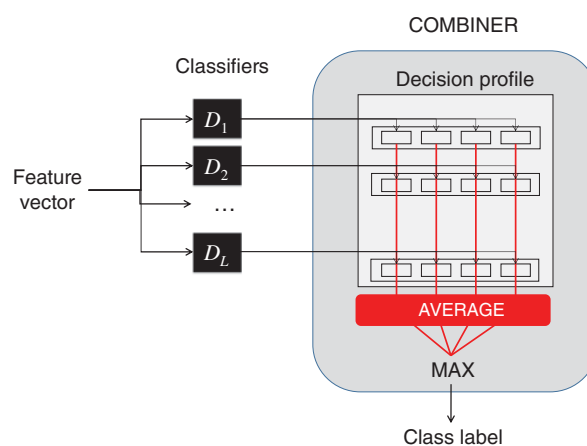 COMBINER
Classifiers
Decision profile
D1
D2
Feature
vector
...
DL
AVERAGE
MAX
Class label